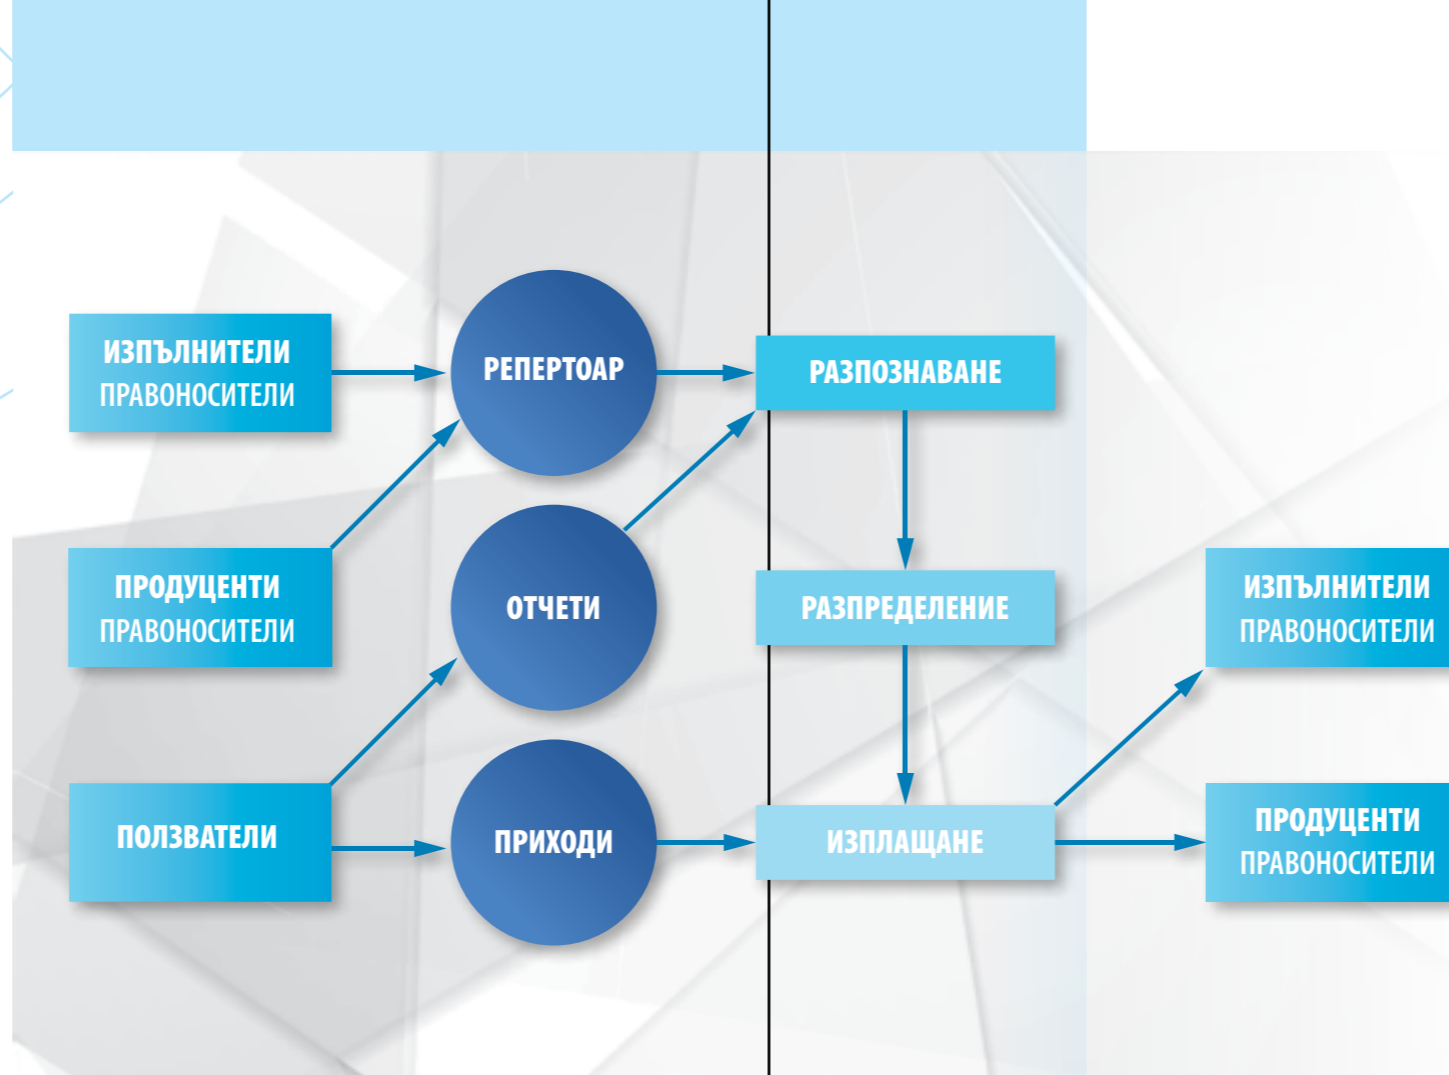 ИЗПЪЛНИТЕЛИ
ПРАВОНОСИТЕЛИ
РЕПЕРТОАР
РАЗПОЗНАВАНЕ
ПРОДУЦЕНТИ
ПРАВОНОСИТЕЛИ
ОТЧЕТИ
РАЗПРЕДЕЛЕНИЕ
ИЗПЪЛНИТЕЛИ
ПРАВОНОСИТЕЛИ
ПОЛЗВАТЕЛИ
ПРИХОДИ
ИЗПЛАЩАНЕ
ПРОДУЦЕНТИ
ПРАВОНОСИТЕЛИ